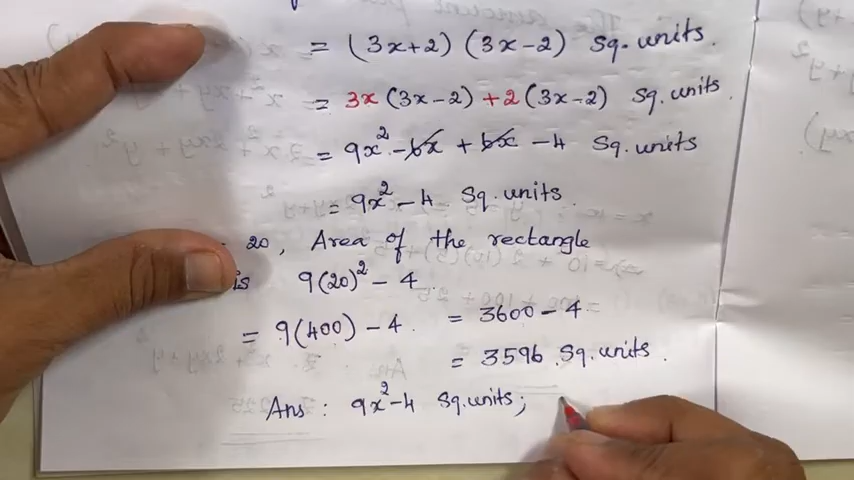 = (3x+2) (3x-2) Sq. units.
= 3x (3x-2) +2 (3x-2) Sq. units.
= 9x² - 6x + 6x - 4 Sq. units
= 9x² - 4 Sq. units.
20, Area of the rectangle
is 9(20)² - 4
= 9(400) - 4 = 3600 - 4
= 3596 Sq. units.
Ans : 9x² - 4 Sq. units;